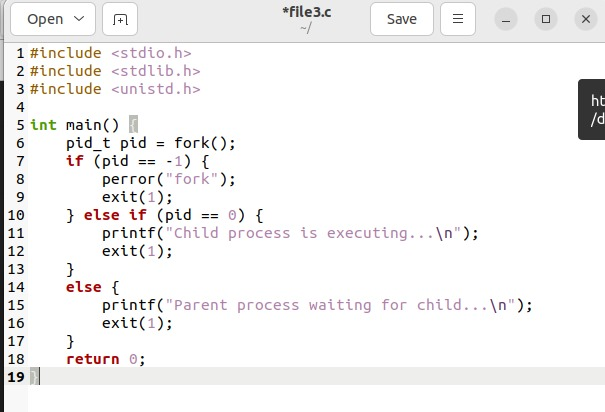 Open
*file3.c
~/
Save
1 #include <stdio.h>
2 #include <stdlib.h>
3 #include <unistd.h>
4
5 int main() {
6     pid_t pid = fork();
7     if (pid == -1) {
8         perror("fork");
9         exit(1);
10     } else if (pid == 0) {
11         printf("Child process is executing...\n");
12         exit(1);
13     }
14     else {
15         printf("Parent process waiting for child...\n");
16         exit(1);
17     }
18     return 0;
19 }
ht
/d